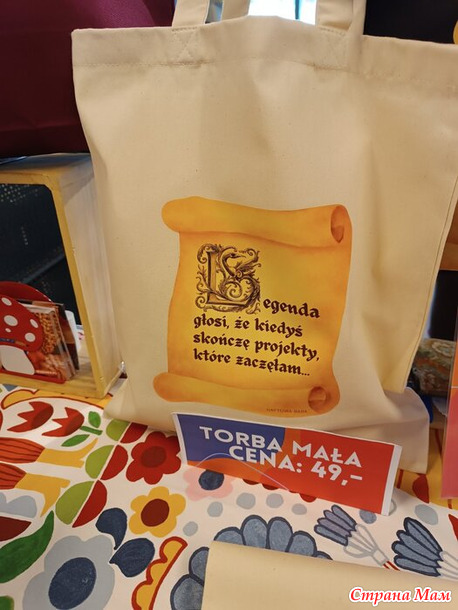 Legenda
głosi, że kiedyś
skończę projekty,
które zaczęłam...
TORBA MAŁA
CENA: 49,-
Страна Мам